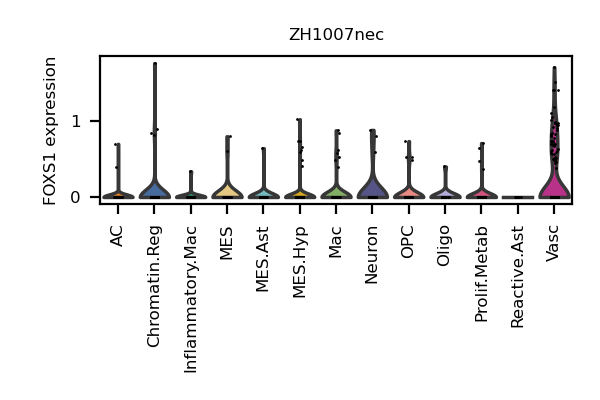 ZH1007nec
FOXS1 expression
1
0
AC
Chromatin.Reg
Inflammatory.Mac
MES
MES.Ast
MES.Hyp
Mac
Neuron
OPC
Oligo
Prolif.Metab
Reactive.Ast
Vasc